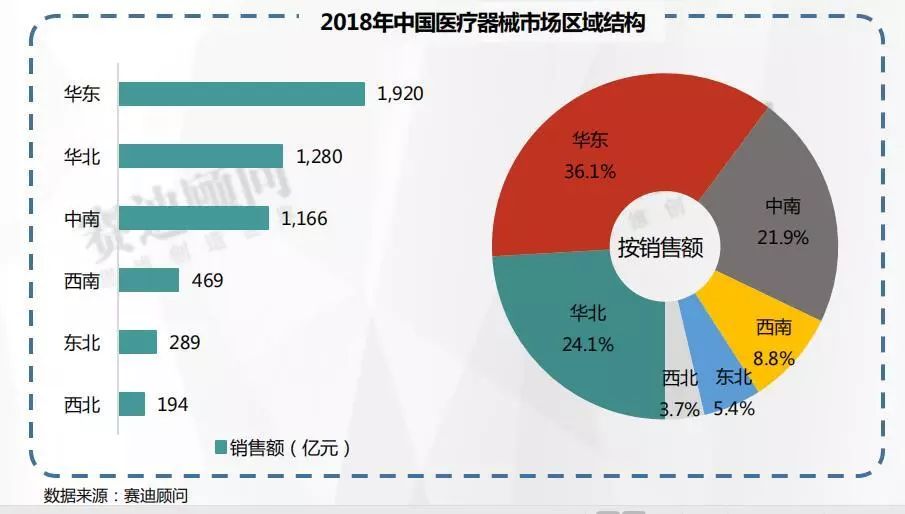 2018年中国医疗器械市场区域结构
华东
1,920
华北
1,280
中南
1,166
西南
469
东北
289
西北
194
销售额（亿元）
华东
36.1%
中南
21.9%
西南
8.8%
东北
5.4%
西北
3.7%
华北
24.1%
按销售额
赛迪顾问
数据来源：赛迪顾问